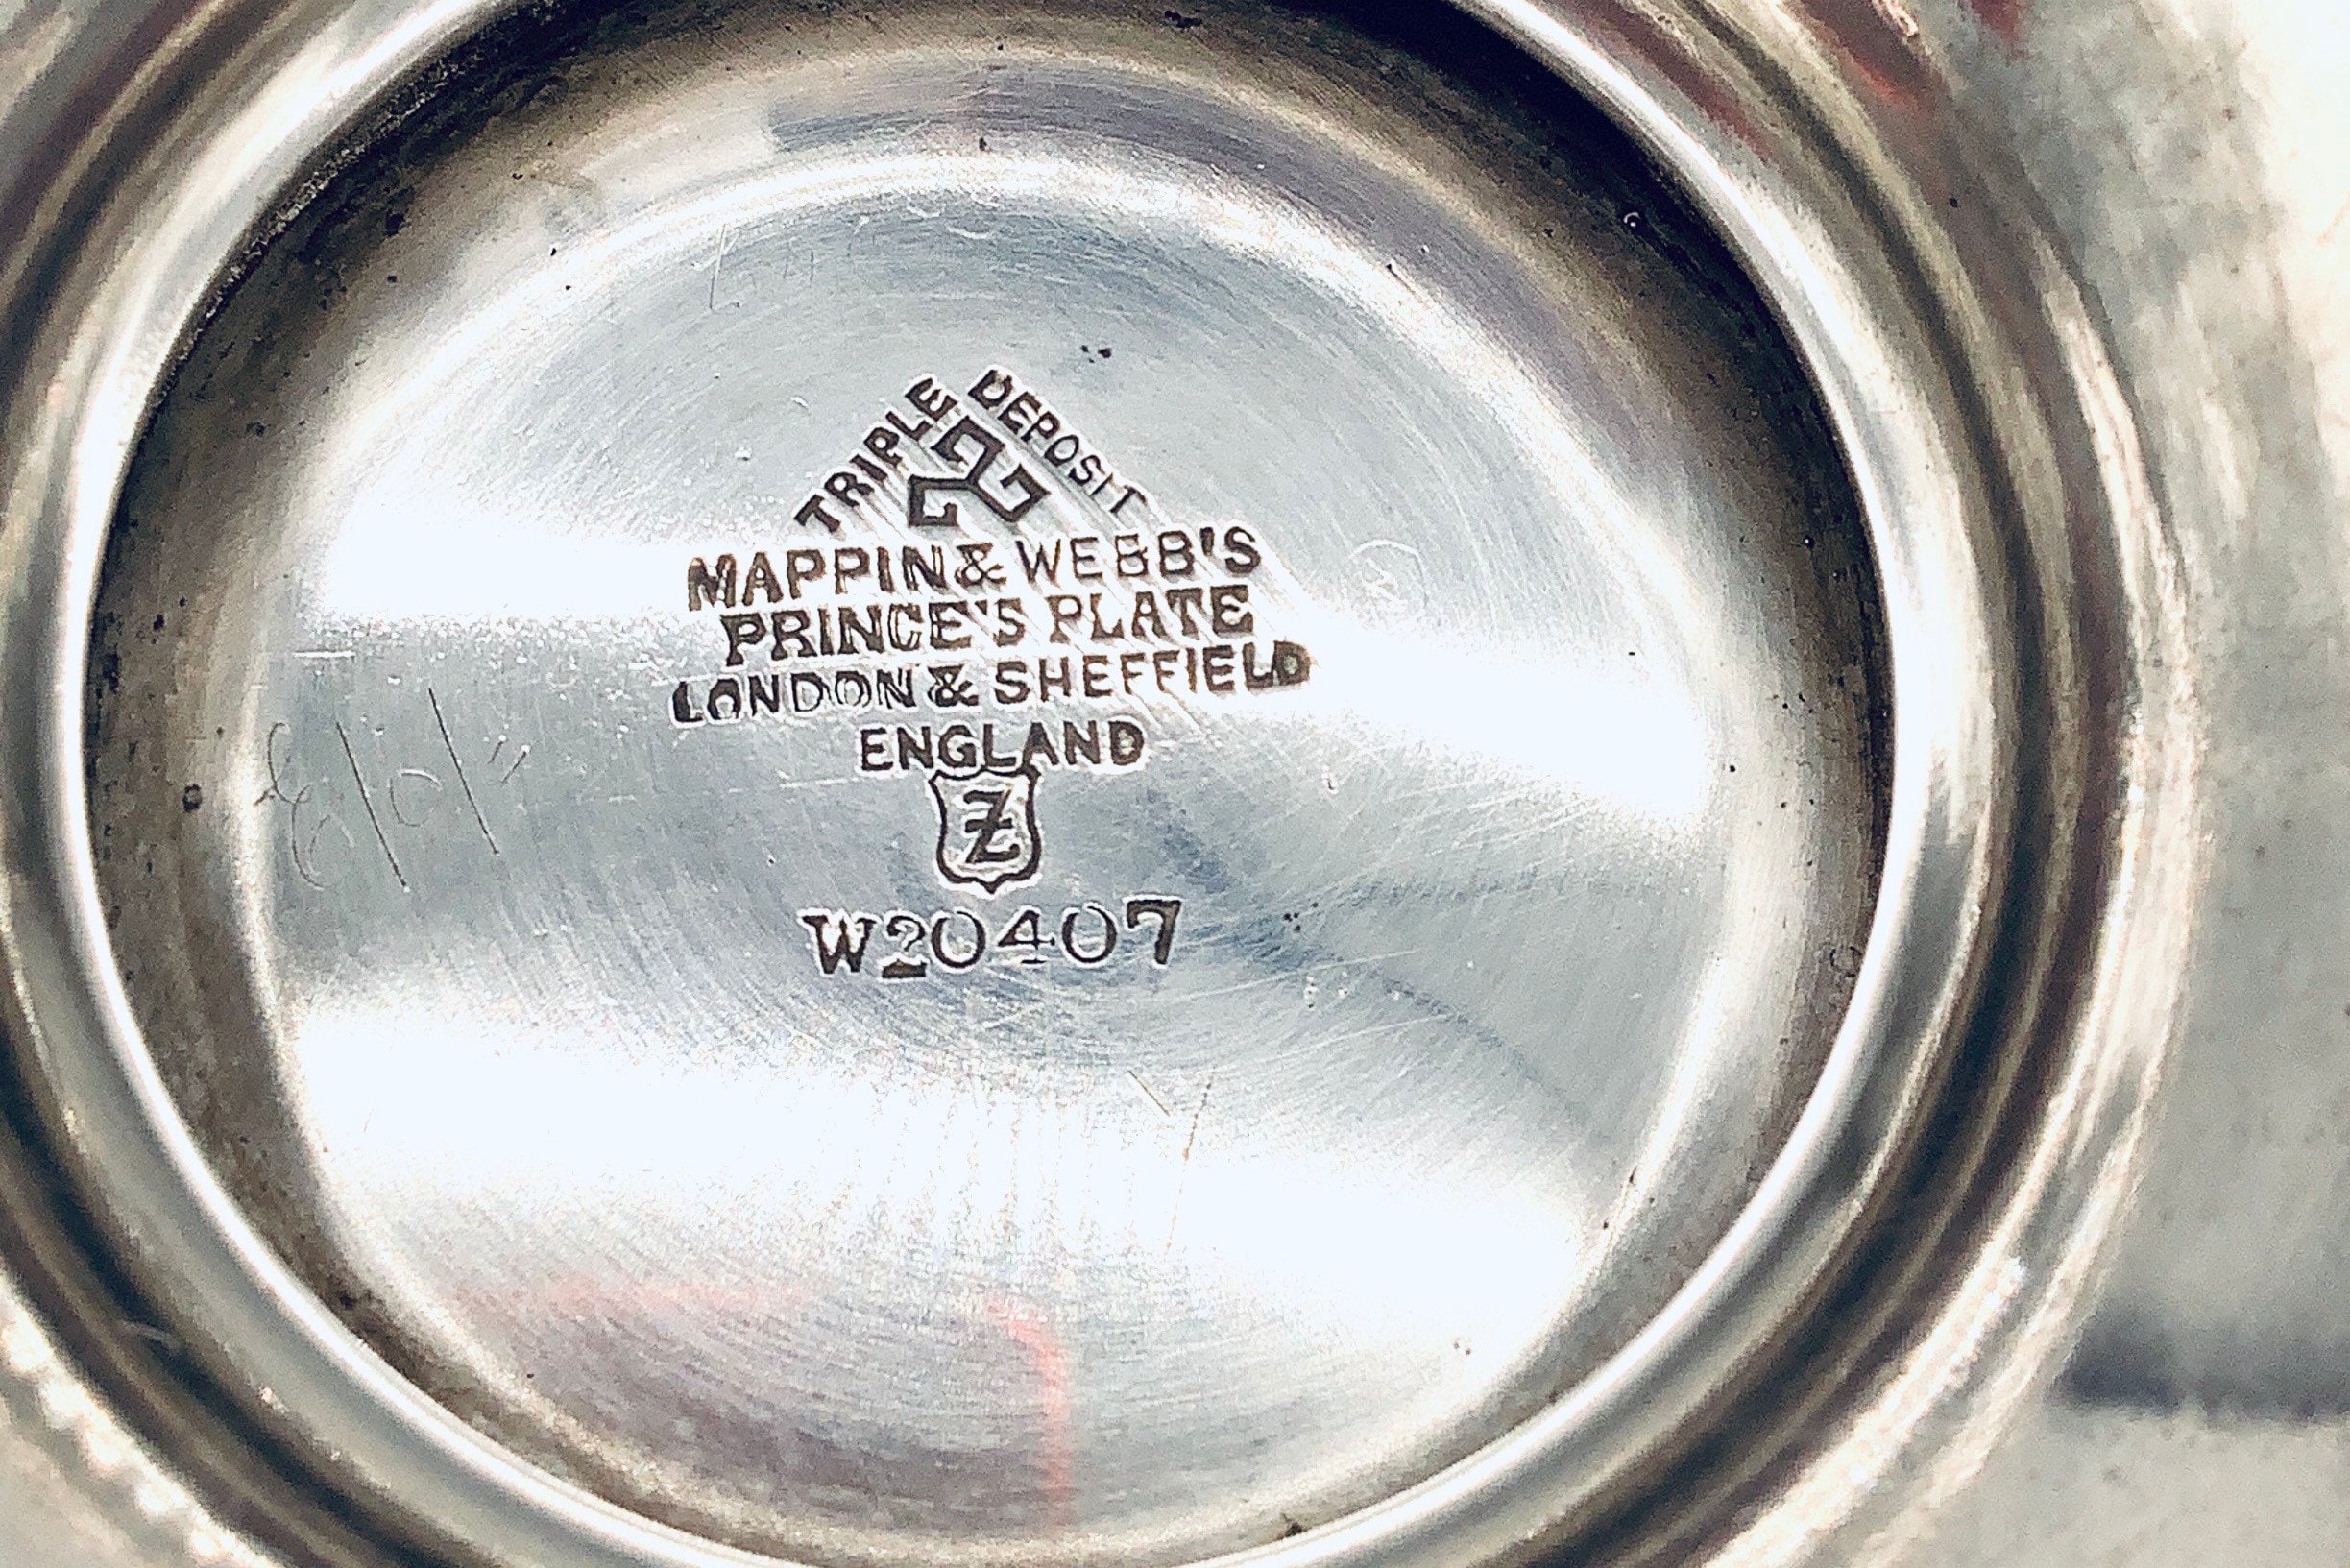 TRIPLE DEPOSIT
MAPPIN & WEBB'S
PRINCE'S PLATE
LONDON & SHEFFIELD
ENGLAND
Z
W20407